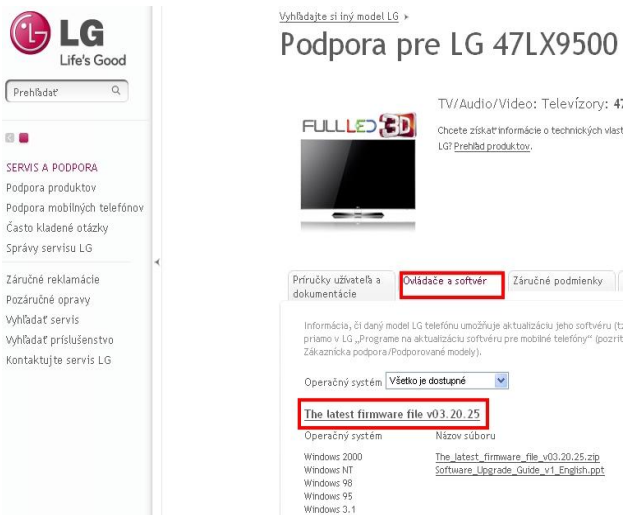 LG
Life's Good
Prehľadať
SERVIS A PODPORA
Podpora produktov
Podpora mobilných telefónov
Často kladené otázky
Správy servisu LG
Záručné reklamácie
Pozáručné opravy
Vyhľadať servis
Vyhľadať príslušenstvo
Kontaktujte servis LG
Vyhľadajte si iný model LG
Podpora pre LG 47LX9500
FULL LED 3D
TV/Audio/Video: Televízory: 47
Chcete získať informácie o technických vlast
LG? Prehľad produktov.
Príručky užívateľa a
dokumentácie
Ovládače a softvér
Záručné podmienky
Informácia, či daný model LG telefónu umožňuje aktualizáciu jeho softvéru (tz
priamo v LG „Programe na aktualizáciu softvéru pre mobilné telefóny“ (pozrit
Zákaznícka podpora/Podporované modely).
Operačný systém Všetko je dostupné
The latest firmware file v03.20.25
Operačný systém Názov súboru
Windows 2000 The_latest_firmware_file_v03.20.25.zip
Windows NT Software_Upgrade_Guide_v1_English.ppt
Windows 98
Windows 95
Windows 3.1